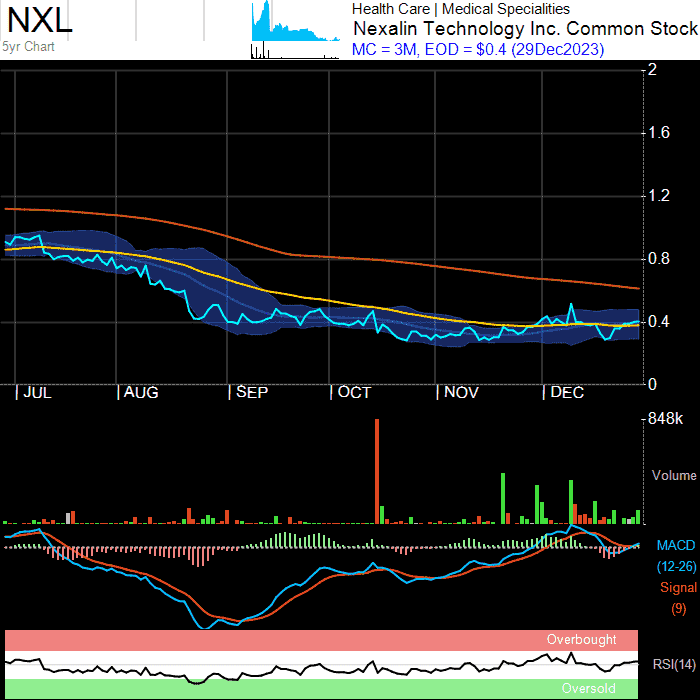 NXL
5yr Chart
Health Care | Medical Specialities
Nexalin Technology Inc. Common Stock
MC = 3M, EOD = $0.4 (29Dec2023)
2
1.6
1.2
0.8
0.4
0
| JUL | AUG | SEP | OCT | NOV | DEC
848k
Volume
MACD
(12-26)
Signal
(9)
Overbought
RSI(14)
Oversold